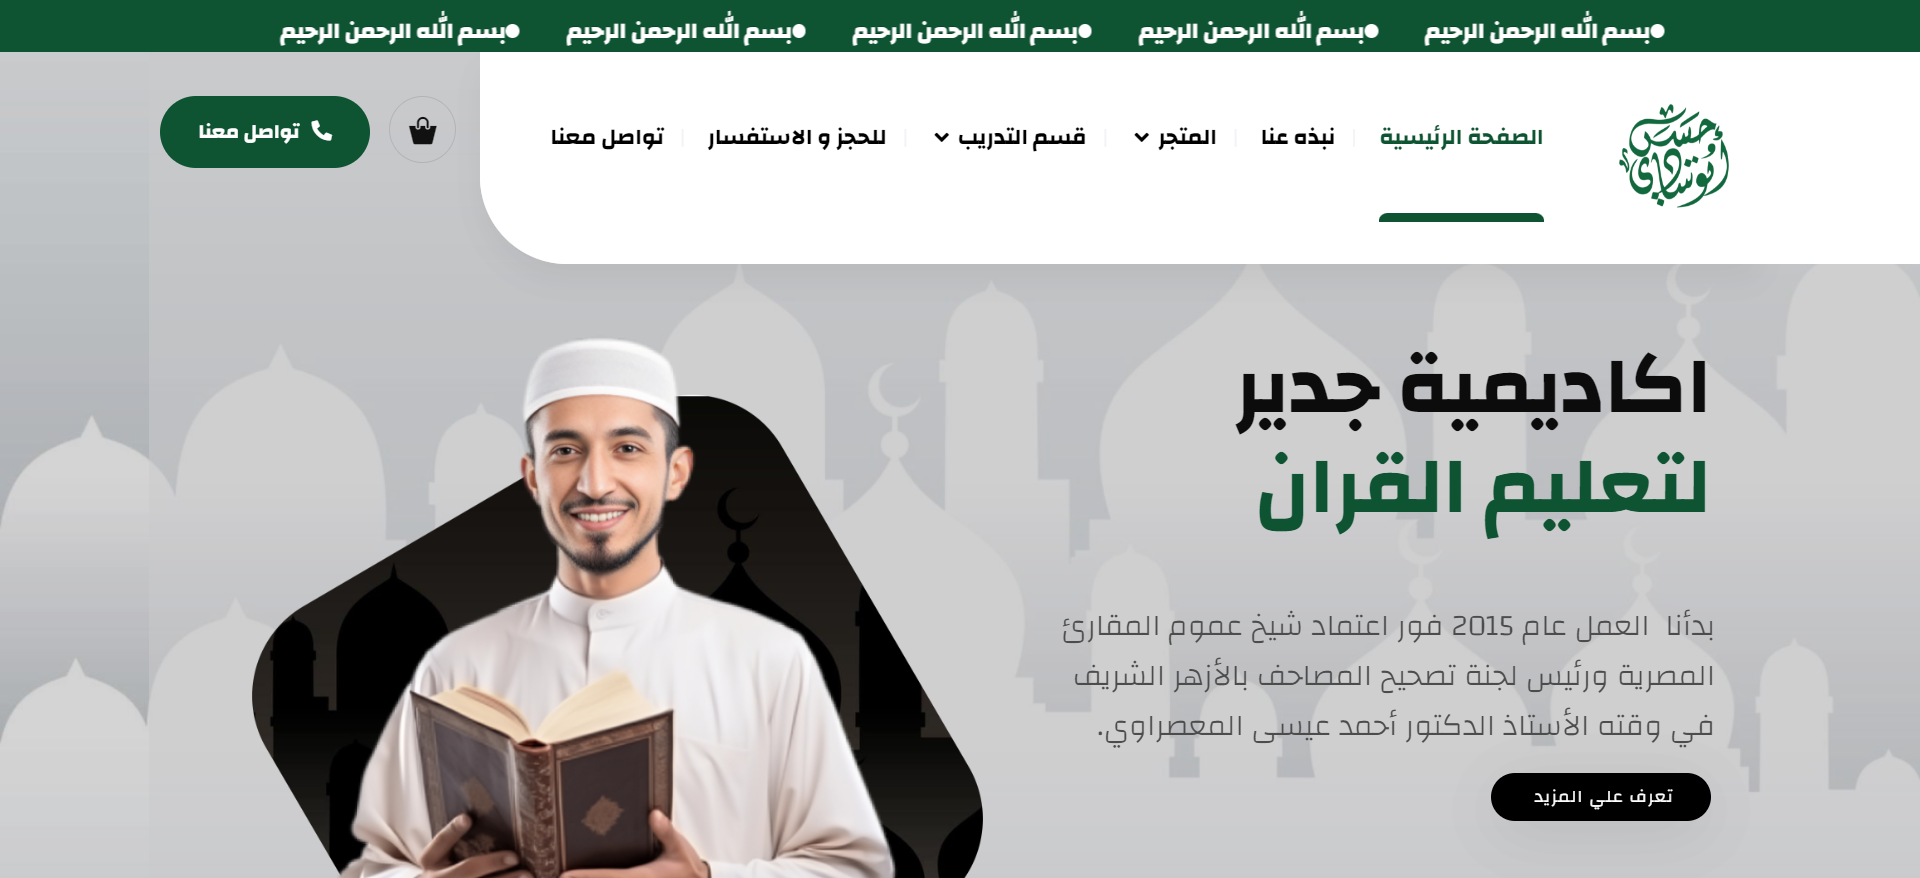 ●بسم الله الرحمن الرحيم ●بسم الله الرحمن الرحيم ●بسم الله الرحمن الرحيم ●بسم الله الرحمن الرحيم ●بسم الله الرحمن الرحيم
الصفحة الرئيسية
نبذه عنا
المتجر
قسم التدريب
للحجز و الاستفسار
تواصل معنا
تواصل معنا
اكاديمية جدير
لتعليم القران
بدأنا العمل عام 2015 فور اعتماد شيخ عموم المقارئ
المصرية ورئيس لجنة تصحيح المصاحف بالأزهر الشريف
في وقته الأستاذ الدكتور أحمد عيسى المعصراوي.
تعرف علي المزيد